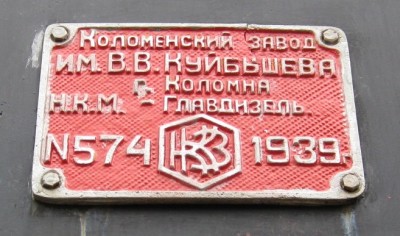 КОЛОМЕНСКИЙ ЗАВОД
ИМ. В.В. КУЙБЫШЕВА
Г. КОЛОМНА
Н.К.М. ГЛАВДИЗЕЛЬ.
N574 1939.